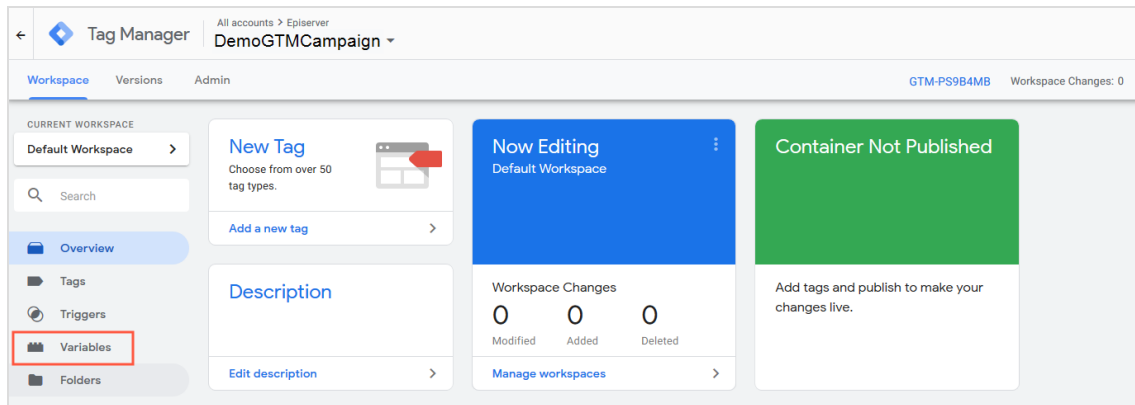 Tag Manager
All accounts > Episerver
DemoGTMCampaign
Workspace Versions Admin
GTM-PS9B4MB Workspace Changes: 0
CURRENT WORKSPACE
Default Workspace
Search
Overview
Tags
Triggers
Variables
Folders
New Tag
Choose from over 50
tag types.
Add a new tag
Description
Edit description
Now Editing
Default Workspace
Workspace Changes
0 0 0
Modified Added Deleted
Manage workspaces
Container Not Published
Add tags and publish to make your
changes live.